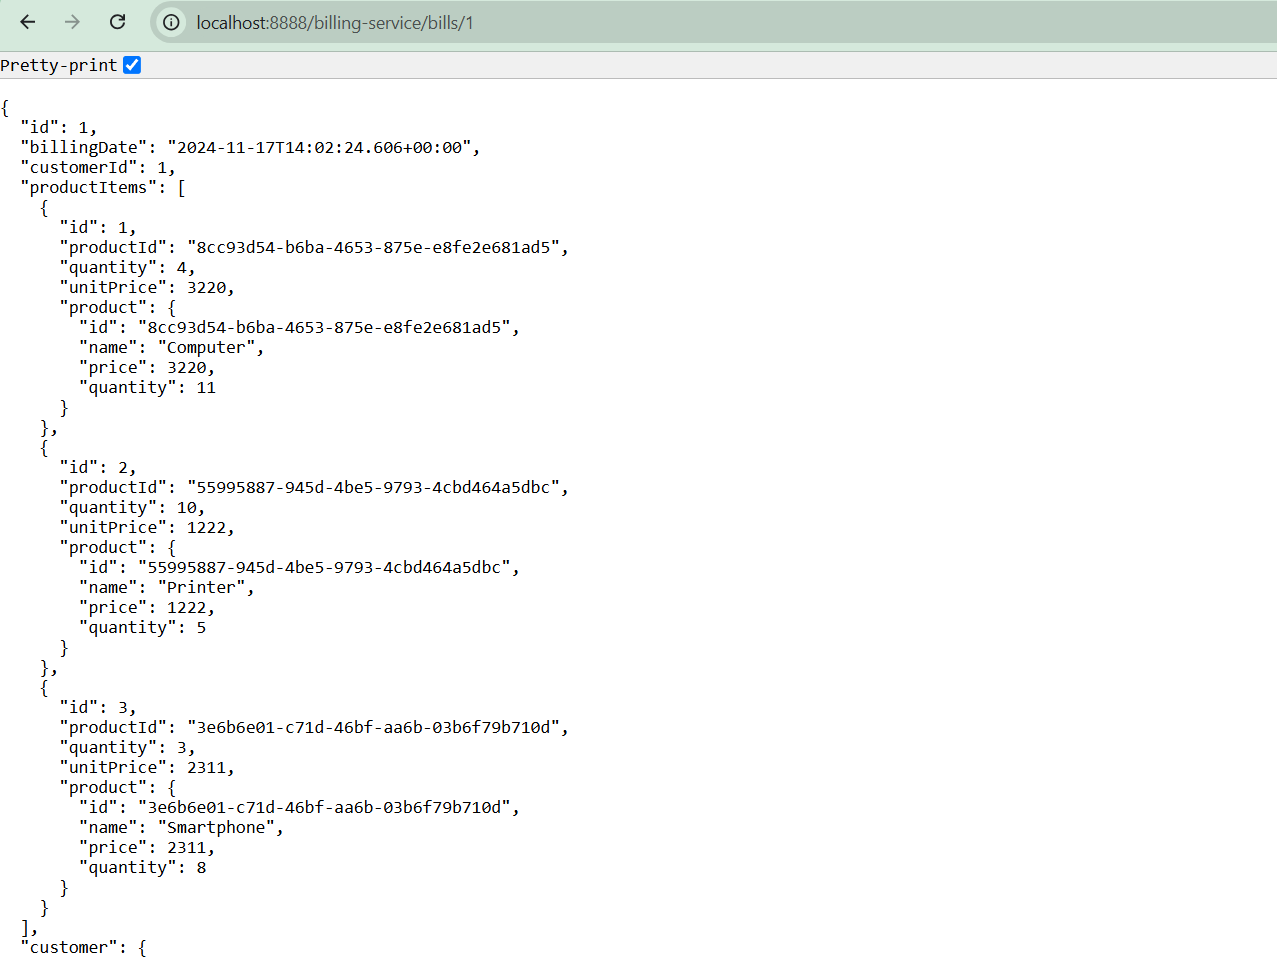 localhost:8888/billing-service/bills/1
Pretty-print
{
  "id": 1,
  "billingDate": "2024-11-17T14:02:24.606+00:00",
  "customerId": 1,
  "productItems": [
    {
      "id": 1,
      "productId": "8cc93d54-b6ba-4653-875e-e8fe2e681ad5",
      "quantity": 4,
      "unitPrice": 3220,
      "product": {
        "id": "8cc93d54-b6ba-4653-875e-e8fe2e681ad5",
        "name": "Computer",
        "price": 3220,
        "quantity": 11
      }
    },
    {
      "id": 2,
      "productId": "55995887-945d-4be5-9793-4cbd464a5dbc",
      "quantity": 10,
      "unitPrice": 1222,
      "product": {
        "id": "55995887-945d-4be5-9793-4cbd464a5dbc",
        "name": "Printer",
        "price": 1222,
        "quantity": 5
      }
    },
    {
      "id": 3,
      "productId": "3e6b6e01-c71d-46bf-aa6b-03b6f79b710d",
      "quantity": 3,
      "unitPrice": 2311,
      "product": {
        "id": "3e6b6e01-c71d-46bf-aa6b-03b6f79b710d",
        "name": "Smartphone",
        "price": 2311,
        "quantity": 8
      }
    }
  ],
  "customer": {